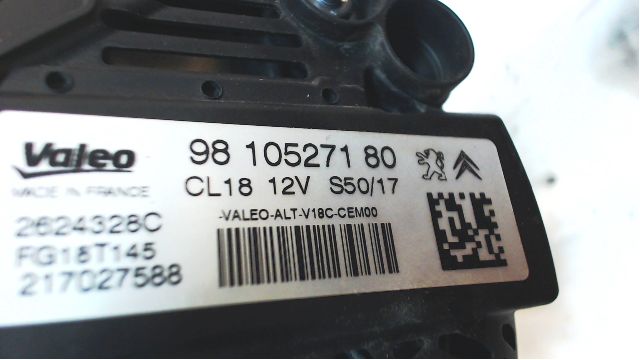 Valeo
MADE IN FRANCE
2624328C
FG18T145
217027588
98 105271 80
CL18 12V S50/17
-VALEO-ALT-V18C-CEM00